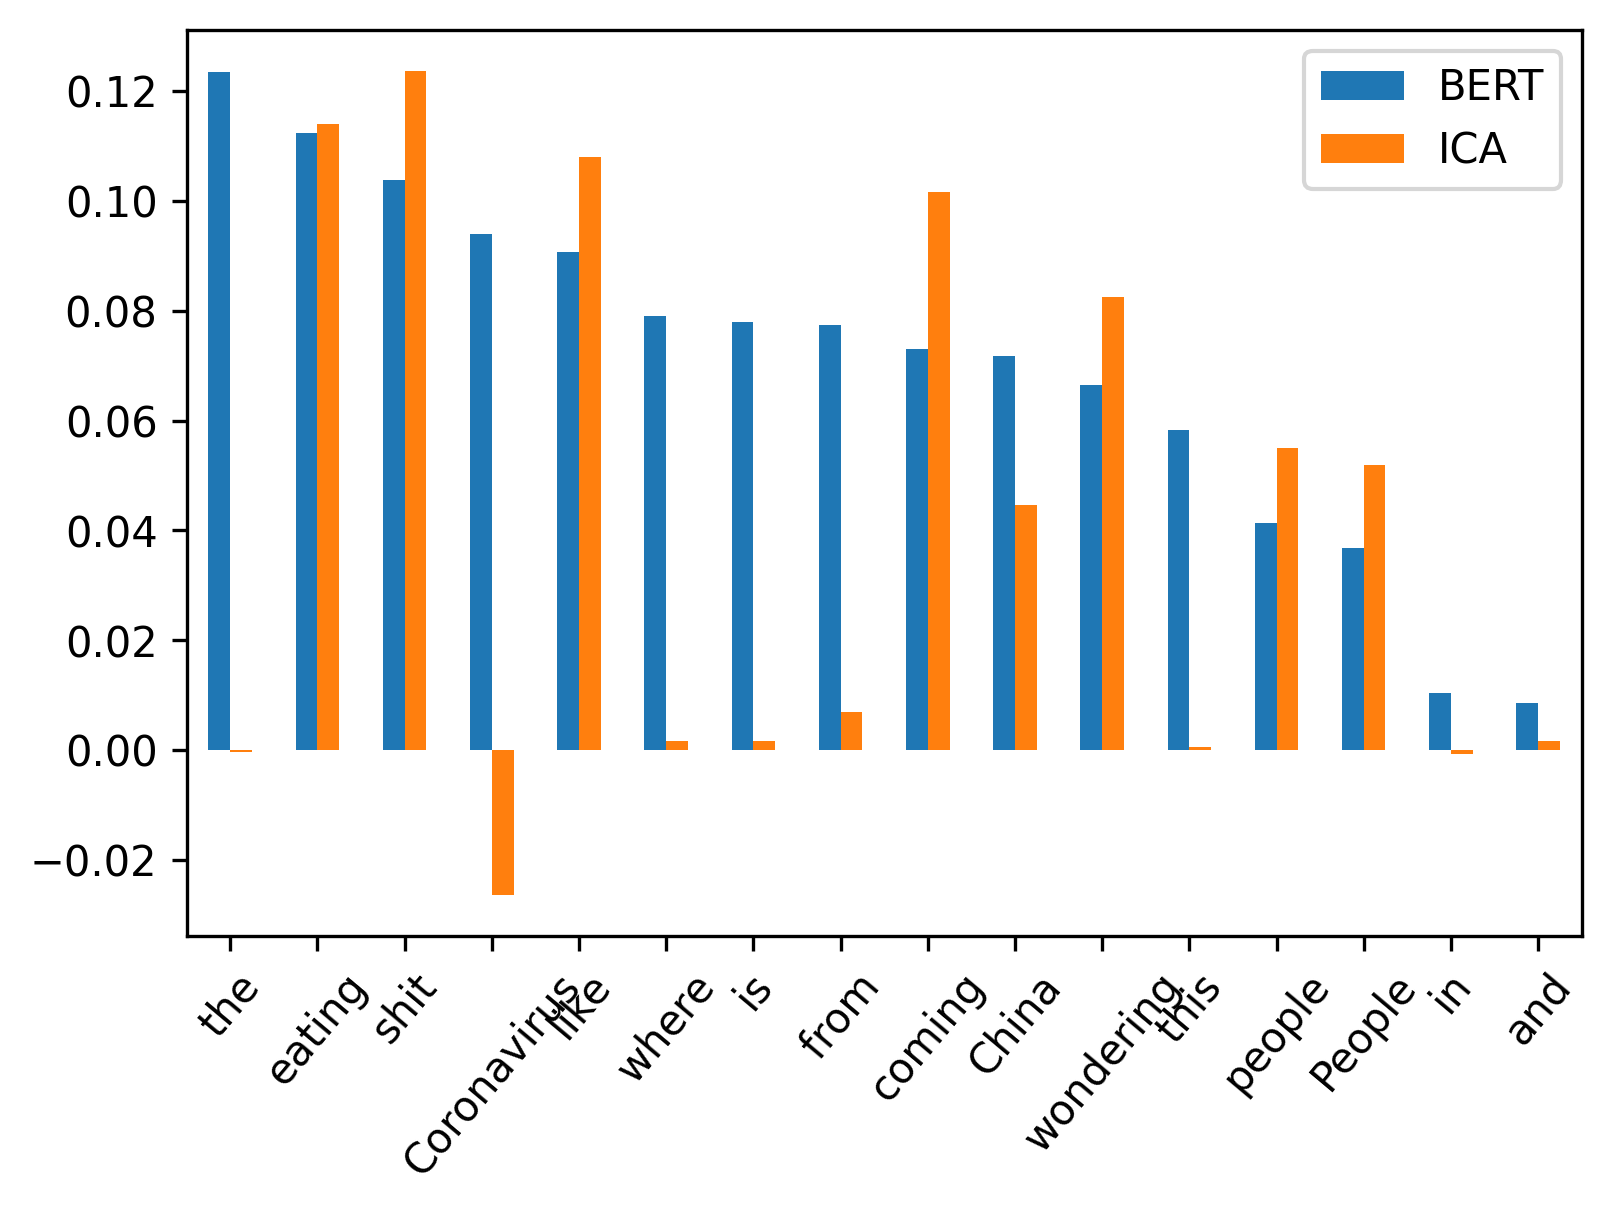 BERT
ICA
0.12
0.10
0.08
0.06
0.04
0.02
0.00
−0.02
the
eating
shit
Coronavirus
like
where
is
from
coming
China
wondering
this
people
People
in
and